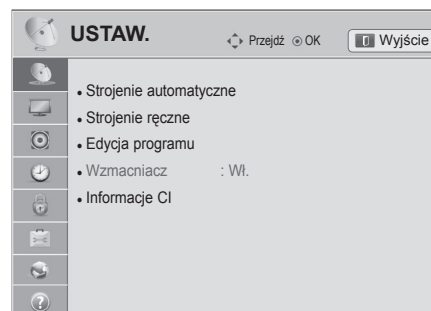 USTAW.
Przejdź OK Wyjście
• Strojenie automatyczne
• Strojenie ręczne
• Edycja programu
• Wzmacniacz : Wł.
• Informacje CI